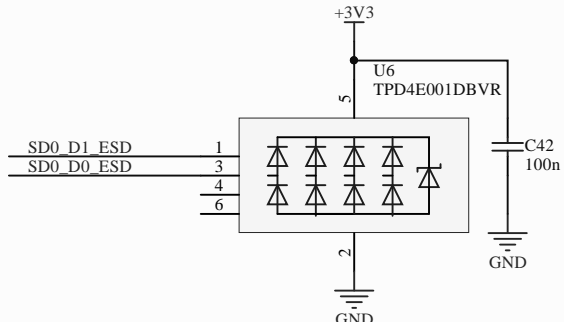 +3V3
U6
TPD4E001DBVR
5
SD0_D1_ESD 1
SD0_D0_ESD 3
4
6
C42
100n
2
GND
GND